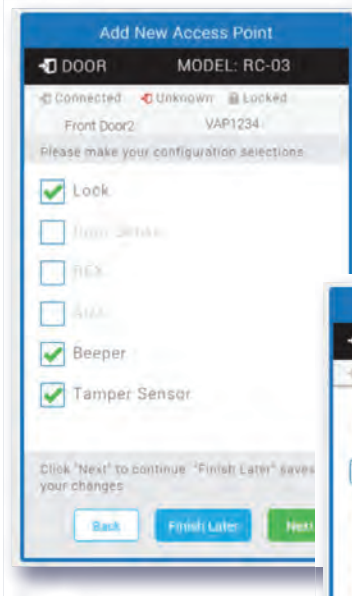 Add New Access Point
DOOR MODEL: RC-03
Connected Unknown Locked
Front Door2 VAP1234
Please make your configuration selections
Lock
Door Sense
REX
AUX
Beeper
Tamper Sensor
Click "Next" to continue. "Finish Later" saves
your changes
Back Finish Later Next